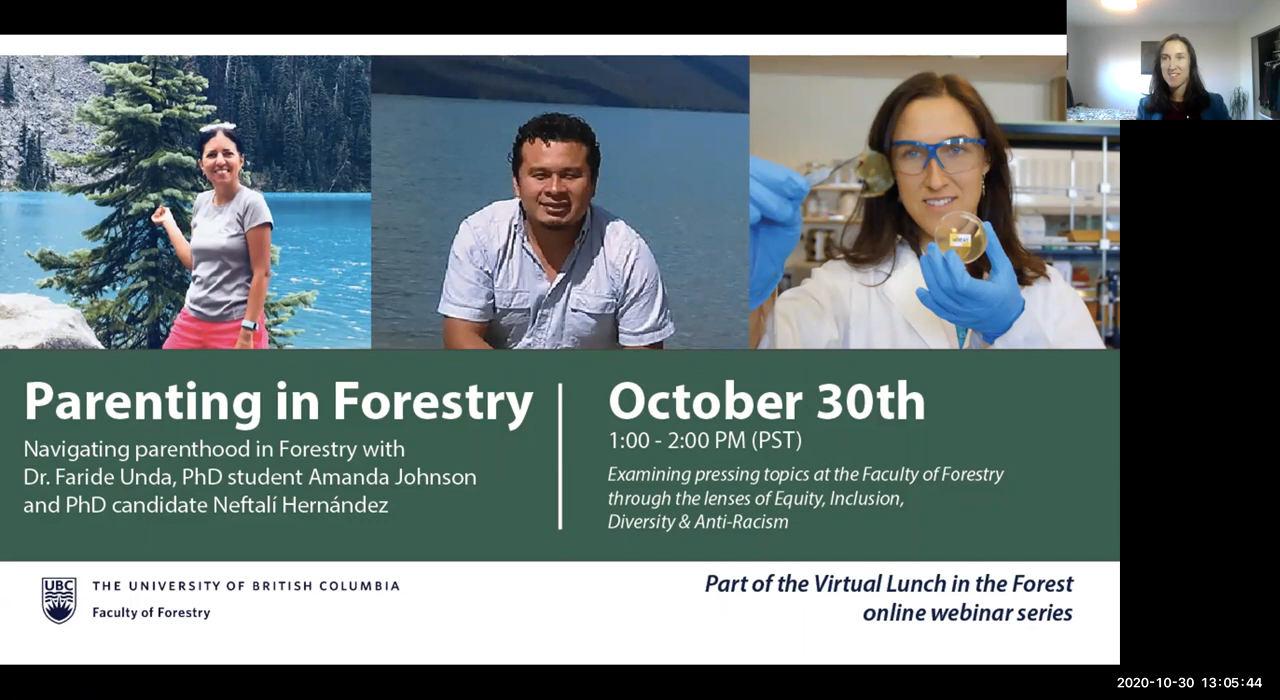 Parenting in Forestry
Navigating parenthood in Forestry with
Dr. Faride Unda, PhD student Amanda Johnson
and PhD candidate Neftalí Hernández
October 30th
1:00 - 2:00 PM (PST)
Examining pressing topics at the Faculty of Forestry
through the lenses of Equity, Inclusion,
Diversity & Anti-Racism
UBC
THE UNIVERSITY OF BRITISH COLUMBIA
Faculty of Forestry
Part of the Virtual Lunch in the Forest
online webinar series
2020-10-30 13:05:44